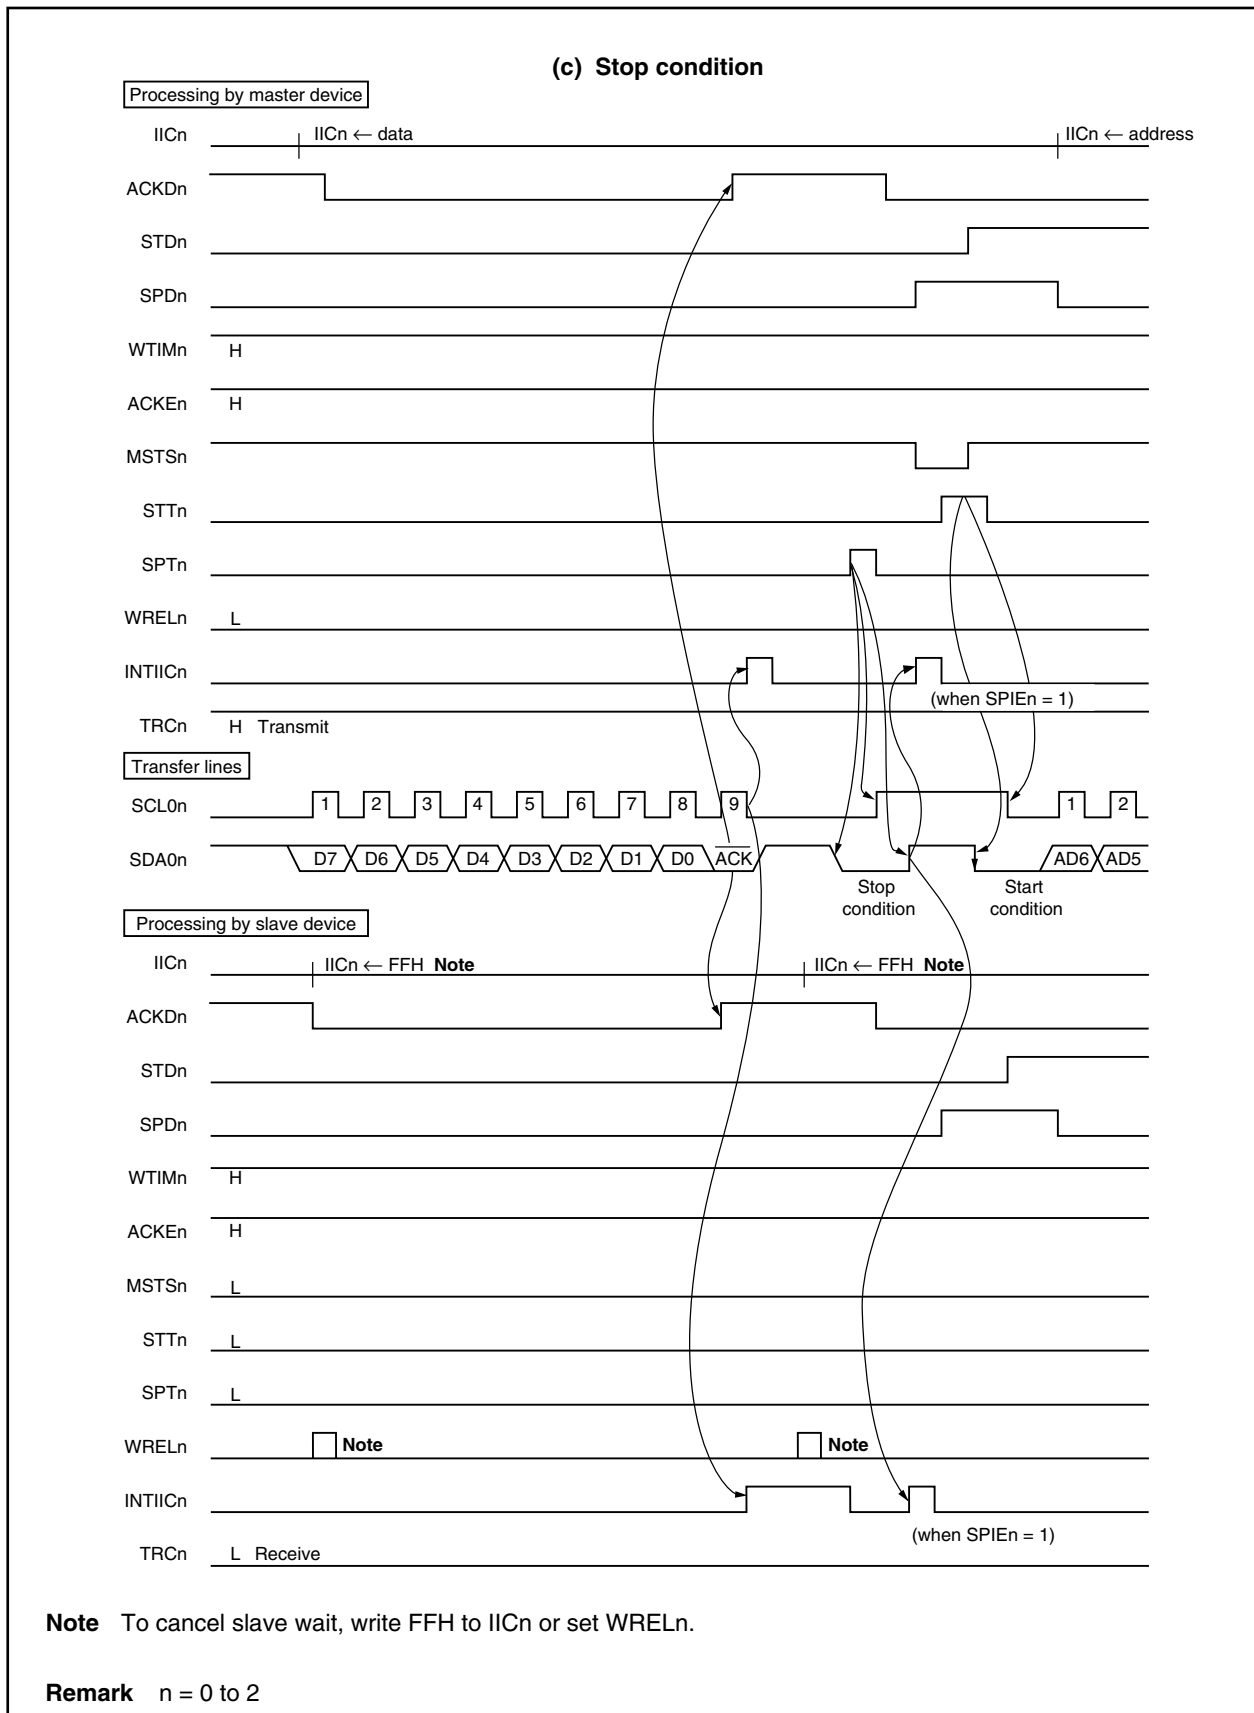 (c) Stop condition
Processing by master device
IICn
IICn ← data
IICn ← address
ACKDn
STDn
SPDn
WTIMn H
ACKEn H
MSTSn
STTn
SPTn
WRELn L
INTIICn
(when SPIEn = 1)
TRCn H Transmit
Transfer lines
SCL0n 1 2 3 4 5 6 7 8 9 1 2
SDA0n D7 D6 D5 D4 D3 D2 D1 D0 ACK AD6 AD5
Stop
condition
Start
condition
Processing by slave device
IICn
IICn ← FFH Note
IICn ← FFH Note
ACKDn
STDn
SPDn
WTIMn H
ACKEn H
MSTSn L
STTn L
SPTn L
WRELn Note Note
INTIICn
(when SPIEn = 1)
TRCn L Receive
Note To cancel slave wait, write FFH to IICn or set WRELn.
Remark n = 0 to 2